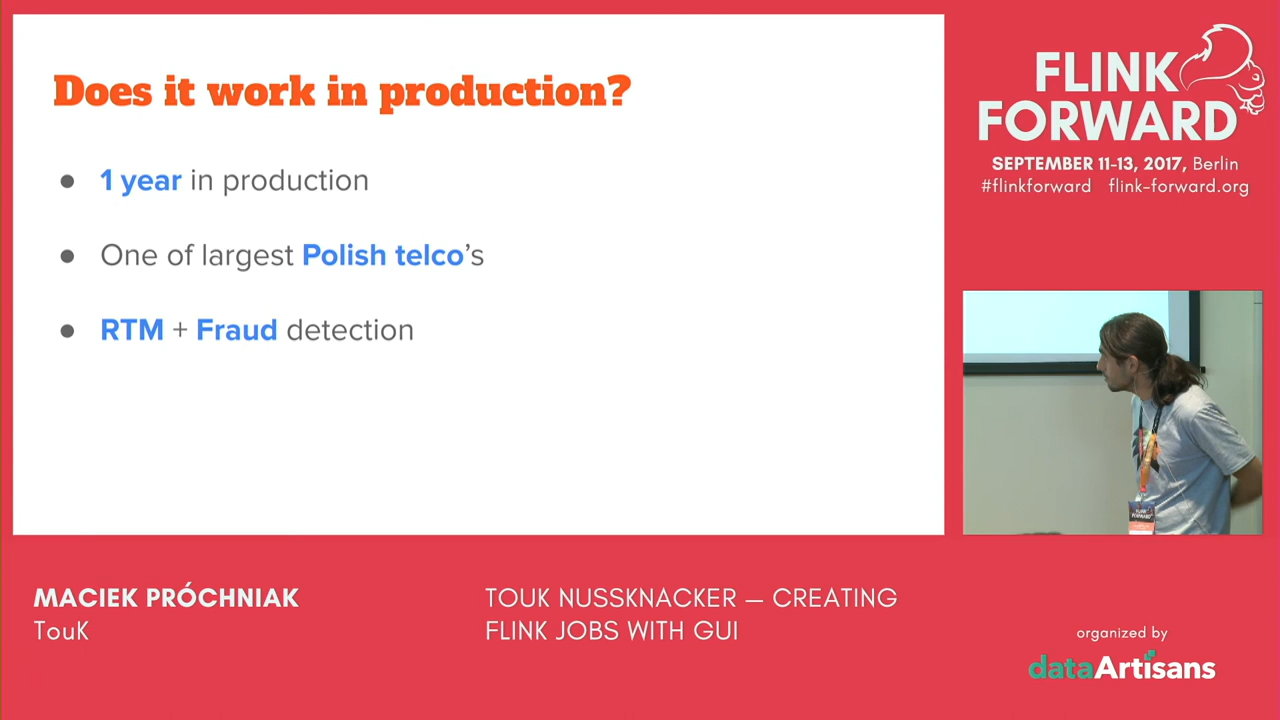 Does it work in production?
● 1 year in production
● One of largest Polish telco's
● RTM + Fraud detection
FLINK
FORWARD
SEPTEMBER 11-13, 2017, Berlin
#flinkforward flink-forward.org
FLINK
FORWARD
MACIEK PRÓCHNIAK
TouK
TOUK NUSSKNACKER — CREATING
FLINK JOBS WITH GUI
organized by
dataArtisans